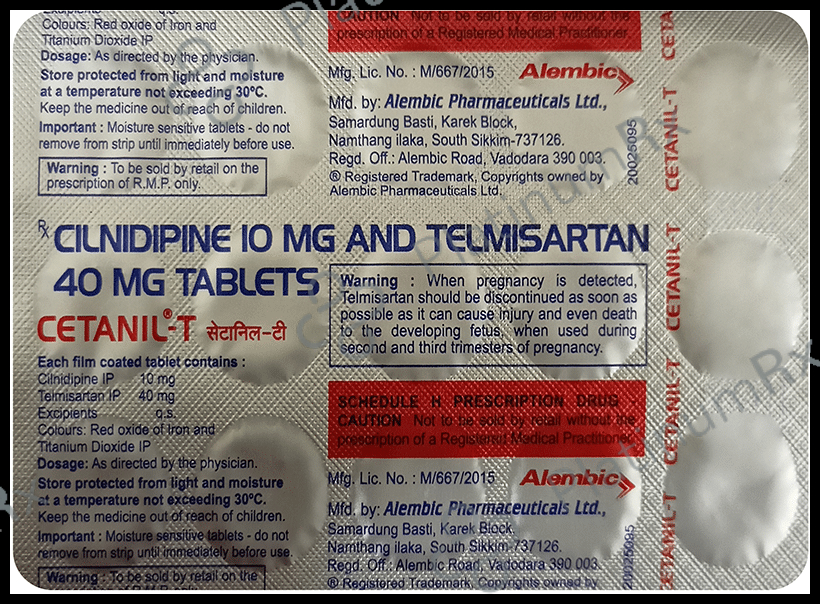 Excipients q.s.
Colours: Red oxide of Iron and
Titanium Dioxide IP
Dosage: As directed by the physician.
Store protected from light and moisture
at a temperature not exceeding 30°C.
Keep the medicine out of reach of children.
Important : Moisture sensitive tablets - do not
remove from strip until immediately before use.
Warning : To be sold by retail on the
prescription of R.M.P. only.
CAUTION Not to be sold by retail without the
prescription of a Registered Medical Practitioner.
Mfg. Lic. No. : M/667/2015 Alembic
Mfd. by: Alembic Pharmaceuticals Ltd.,
Samardung Basti, Karek Block,
Namthang ilaka, South Sikkim-737126.
Regd. Off.: Alembic Road, Vadodara 390 003.
® Registered Trademark, Copyrights owned by
Alembic Pharmaceuticals Ltd.
20025095
Rx CILNIDIPINE 10 MG AND TELMISARTAN
40 MG TABLETS
CETANIL®-T सेटानिल-टी
Warning : When pregnancy is detected,
Telmisartan should be discontinued as soon as
possible as it can cause injury and even death
to the developing fetus, when used during
second and third trimesters of pregnancy.
Each film coated tablet contains :
Cilnidipine IP 10 mg
Telmisartan IP 40 mg
Excipients q.s.
Colours: Red oxide of Iron and
Titanium Dioxide IP
Dosage: As directed by the physician.
Store protected from light and moisture
at a temperature not exceeding 30°C.
Keep the medicine out of reach of children.
Important : Moisture sensitive tablets - do not
remove from strip until immediately before use.
Warning : To be sold by retail on the
prescription of R.M.P. only.
SCHEDULE H PRESCRIPTION DRUG -
CAUTION Not to be sold by retail without the
prescription of a Registered Medical Practitioner.
Mfg. Lic. No. : M/667/2015 Alembic
Mfd. by: Alembic Pharmaceuticals Ltd.,
Samardung Basti, Karek Block,
Namthang ilaka, South Sikkim-737126.
Regd. Off.: Alembic Road, Vadodara 390 003.
® Registered Trademark, Copyrights owned by
20025095
CETANIL-T
CETANIL-T
CETANIL-T
CETANIL-T
PlatinumRx
PlatinumRx